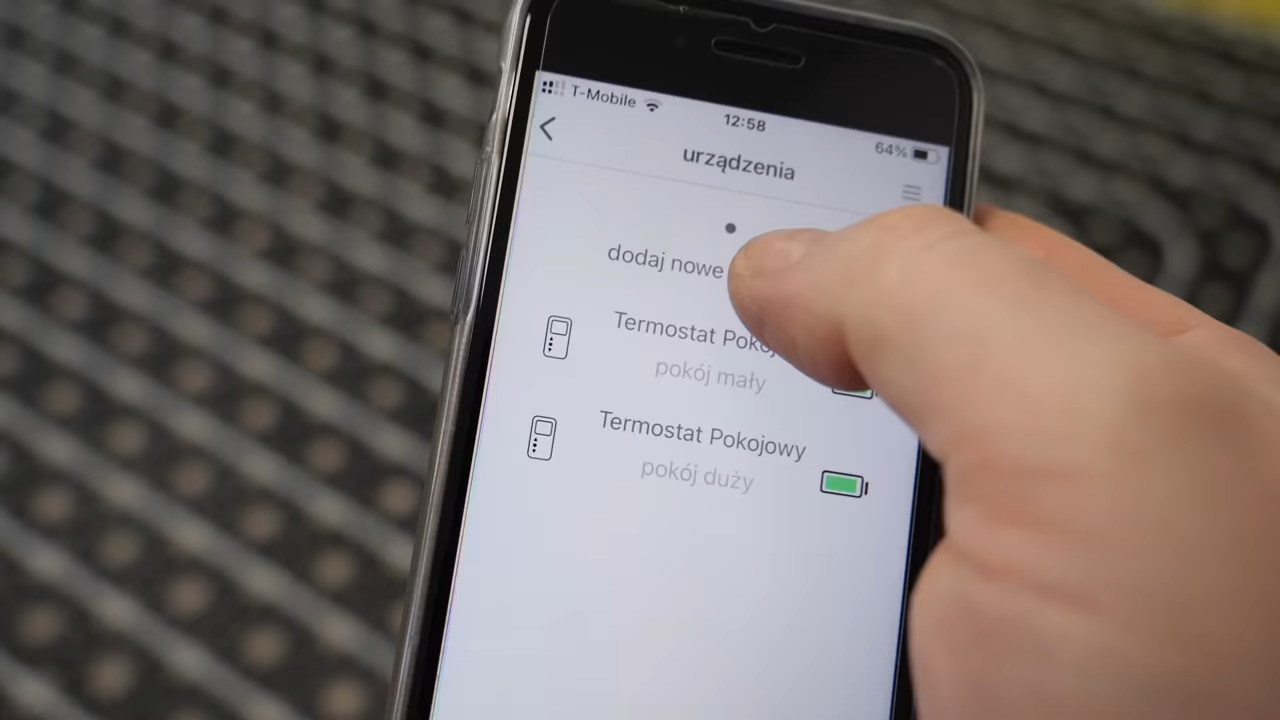 T-Mobile
12:58
64%
urządzenia
dodaj nowe
Termostat
pokój mały
Termostat Pokojowy
pokój duży